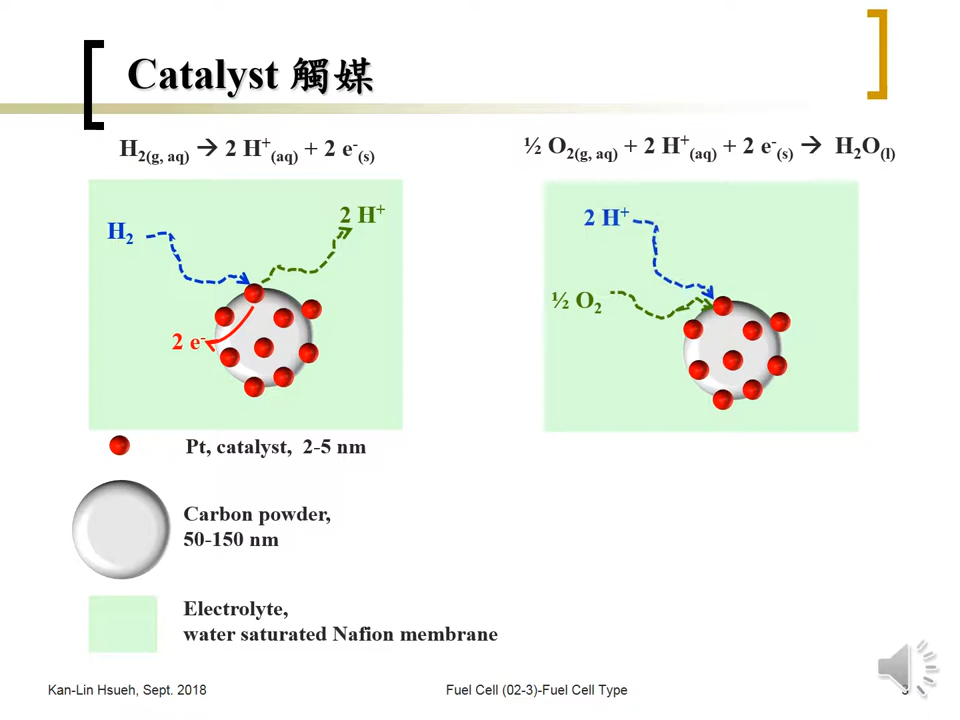 Catalyst 觸媒
H2(g, aq) → 2 H+(aq) + 2 e-(s)
½ O2(g, aq) + 2 H+(aq) + 2 e-(s) → H2O(l)
H2
2 H+
2 e-
2 H+
½ O2
Pt, catalyst, 2-5 nm
Carbon powder,
50-150 nm
Electrolyte,
water saturated Nafion membrane
Kan-Lin Hsueh, Sept. 2018
Fuel Cell (02-3)-Fuel Cell Type